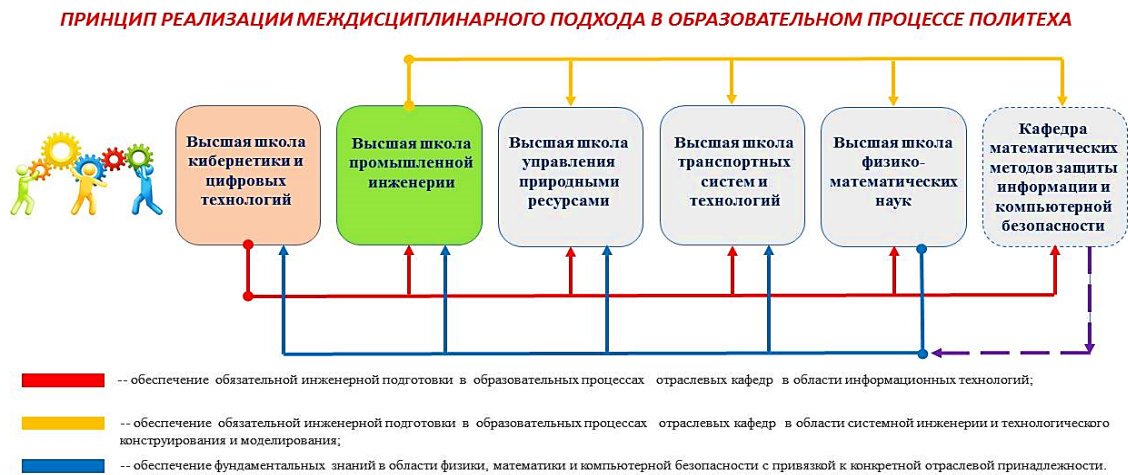 ПРИНЦИП РЕАЛИЗАЦИИ МЕЖДИСЦИПЛИНАРНОГО ПОДХОДА В ОБРАЗОВАТЕЛЬНОМ ПРОЦЕССЕ ПОЛИТЕХА
Высшая школа
кибернетики и
цифровых
технологий
Высшая школа
промышленной
инженерии
Высшая школа
управления
природными
ресурсами
Высшая школа
транспортных
систем и
технологий
Высшая школа
физико-
математических
наук
Кафедра
математических
методов защиты
информации и
компьютерной
безопасности
-- обеспечение обязательной инженерной подготовки в образовательных процессах отраслевых кафедр в области информационных технологий;
-- обеспечение обязательной инженерной подготовки в образовательных процессах отраслевых кафедр в области системной инженерии и технологического
конструирования и моделирования;
-- обеспечение фундаментальных знаний в области физики, математики и компьютерной безопасности с привязкой к конкретной отраслевой принадлежности.